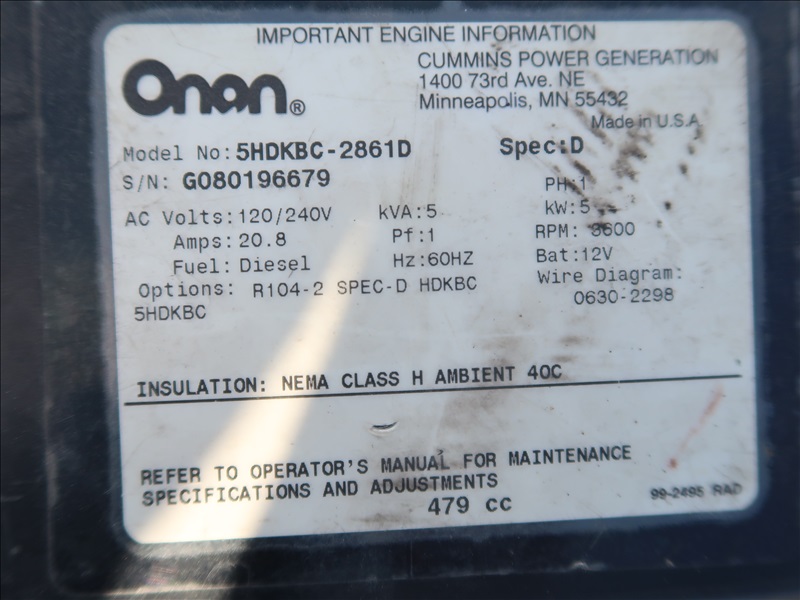 IMPORTANT ENGINE INFORMATION
Onan®
CUMMINS POWER GENERATION
1400 73rd Ave. NE
Minneapolis, MN 55432
Made in U.S.A.
Model No: 5HDKBC-2861D Spec:D
S/N: G080196679 PH:1
AC Volts: 120/240V kVA:5 kW:5
Amps: 20.8 Pf:1 RPM: 3600
Fuel: Diesel Hz:60HZ Bat:12V
Options: R104-2 SPEC-D HDKBC Wire Diagram:
5HDKBC 0630-2298
INSULATION: NEMA CLASS H AMBIENT 40C
REFER TO OPERATOR'S MANUAL FOR MAINTENANCE
SPECIFICATIONS AND ADJUSTMENTS
479 cc
99-2495 RAD